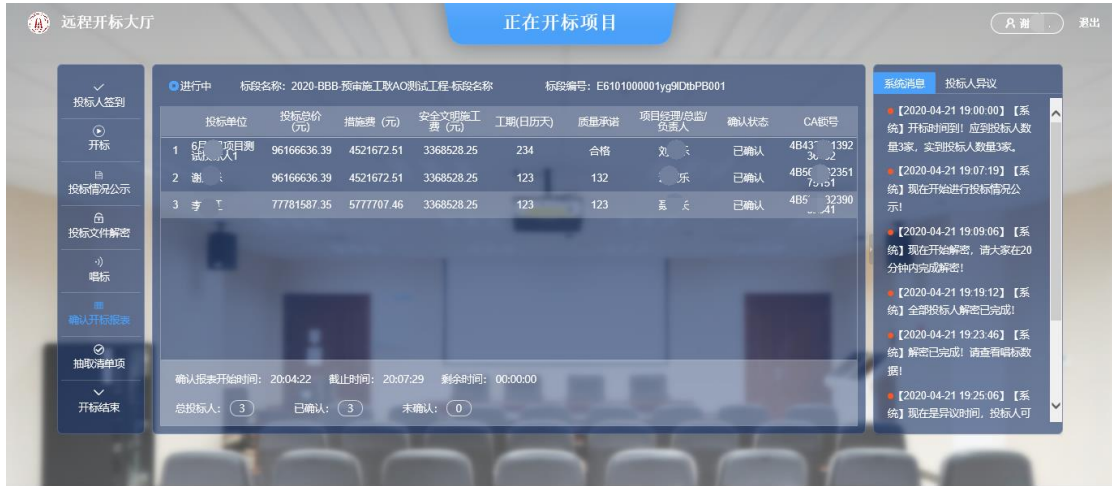 远程开标大厅
正在开标项目
谢
退出
投标人签到
开标
投标情况公示
投标文件解密
唱标
确认开标报表
抽取清单项
开标结束
进行中 标段名称：2020-BBB-预审施工耿AO测试工程-标段名称 标段编号：E6101000001yg9lDtbPB001
投标单位 投标总价（元） 措施费（元） 安全文明施工费（元） 工期(日历天) 质量承诺 项目经理/总监/负责人 确认状态 CA锁号
1 项目测 96166636.39 4521672.51 3368528.25 234 合格 刘 乐 已确认
2 谢 96166636.39 4521672.51 3368528.25 123 132 乐 已确认
3 李 77781587.35 5777707.46 3368528.25 123 123 已确认
确认报表开始时间：20:04:22 截止时间：20:07:29 剩余时间：00:00:00
总投标人：3 已确认：3 未确认：0
系统消息 投标人异议
【2020-04-21 19:00:00】【系
统】开标时间到！应到投标人数
量3家，实到投标人数量3家。
【2020-04-21 19:07:19】【系
统】现在开始进行投标情况公
示！
【2020-04-21 19:09:06】【系
统】现在开始解密，请大家在20
分钟内完成解密！
【2020-04-21 19:19:12】【系
统】全部投标人解密已完成！
【2020-04-21 19:23:46】【系
统】解密已完成！请查看唱标数
据！
【2020-04-21 19:25:06】【系
统】现在是异议时间，投标人可